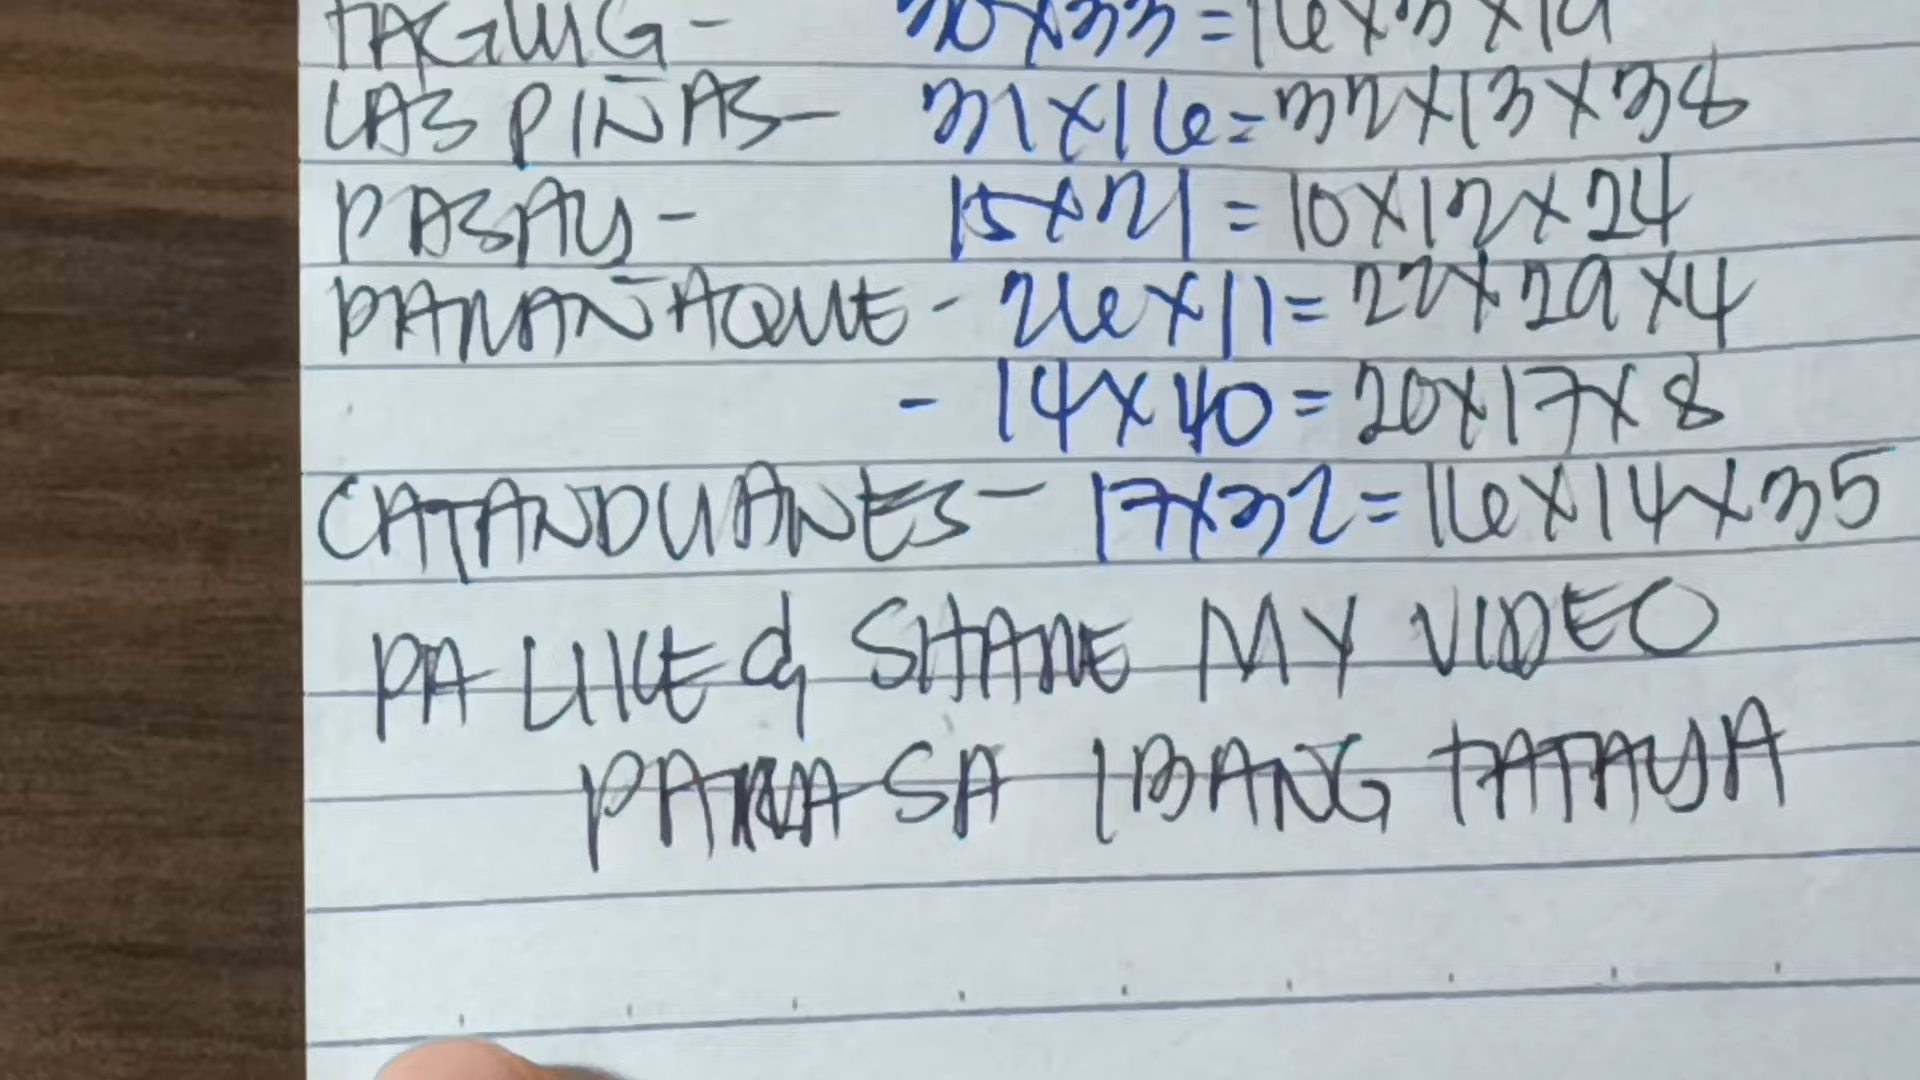 TAGUIG - 30X33=16X3X19
LAS PIÑAS- 31X16=32X13X38
PASAY- 15X21=10X12X24
PARAÑAQUE- 26X11=22X29X4
- 14X40=20X17X8
CATANDUANES- 17X32=16X14X35
PA LIKE & SHARE MY VIDEO
PARA SA IBANG TATAYA